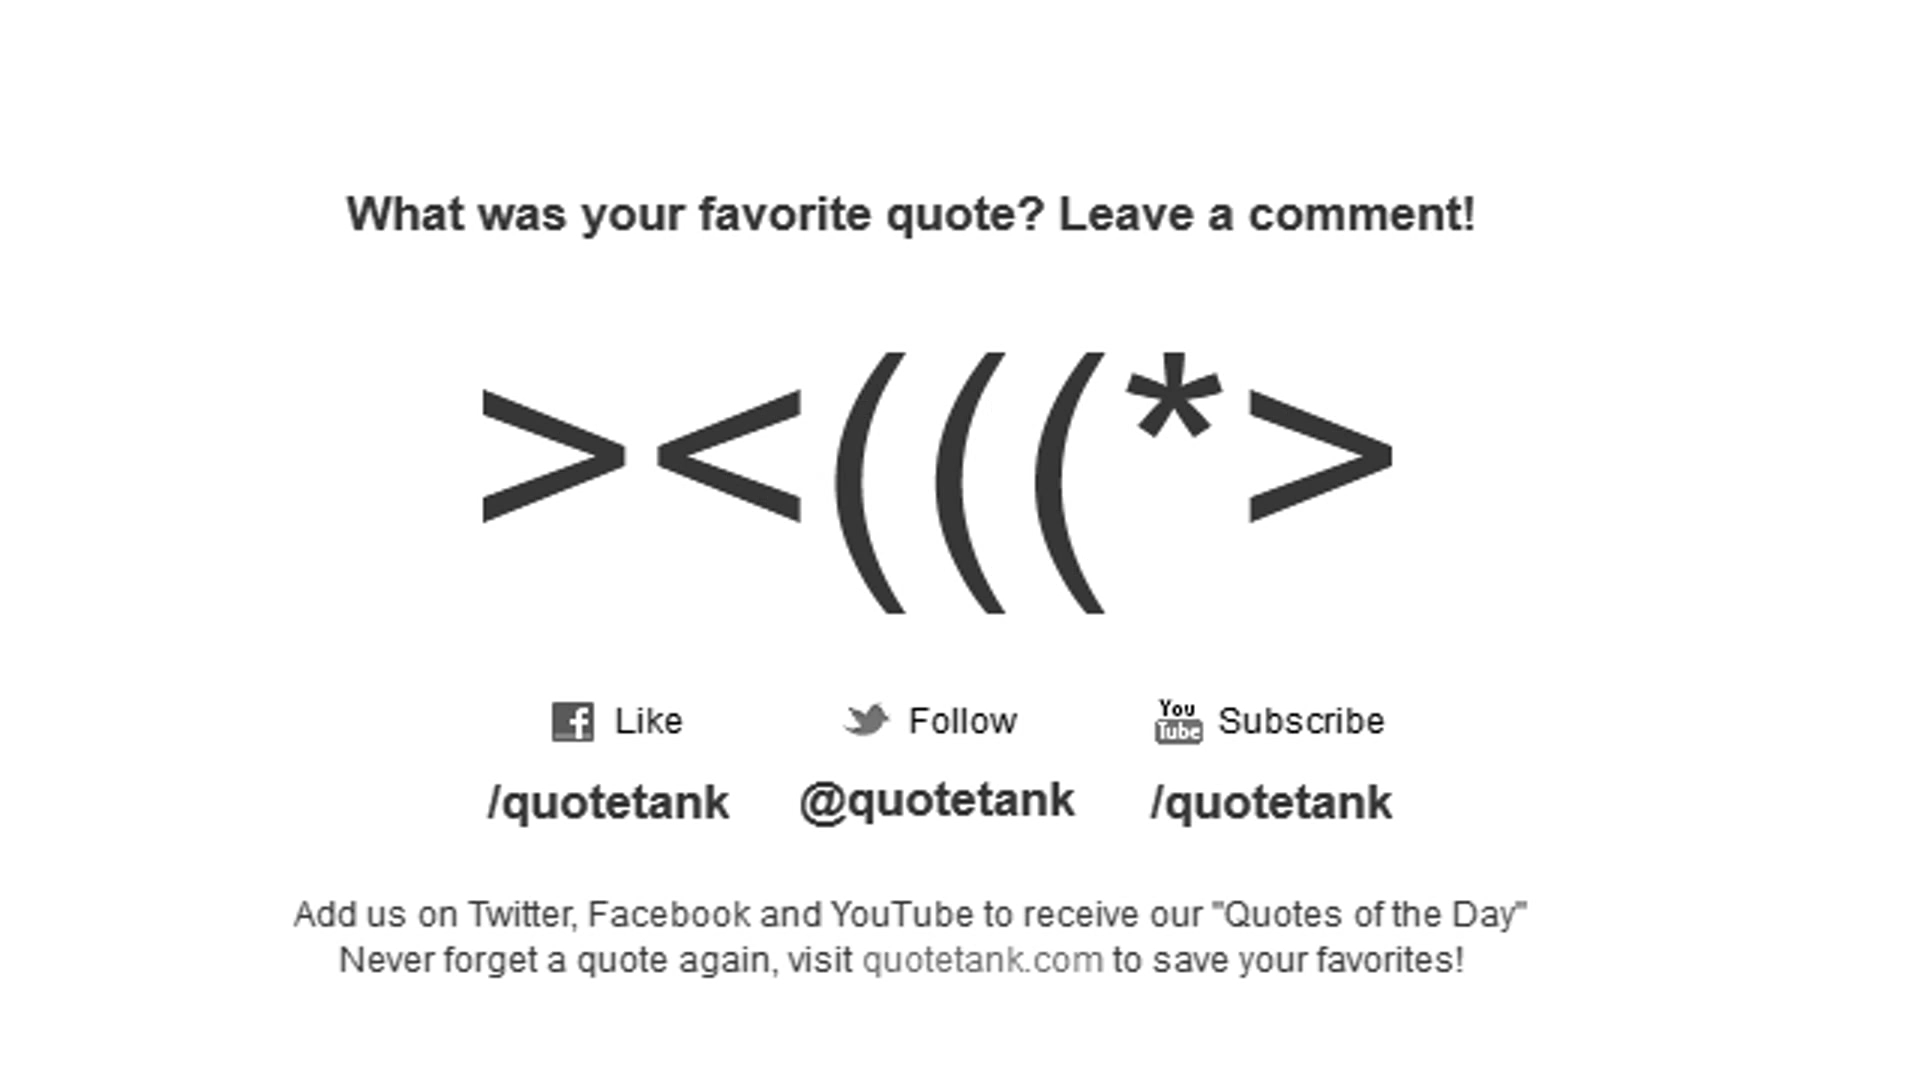 What was your favorite quote? Leave a comment!
><(((*>
f Like
Follow
You Tube Subscribe
/quotetank
@quotetank
/quotetank
Add us on Twitter, Facebook and YouTube to receive our "Quotes of the Day"
Never forget a quote again, visit quotetank.com to save your favorites!